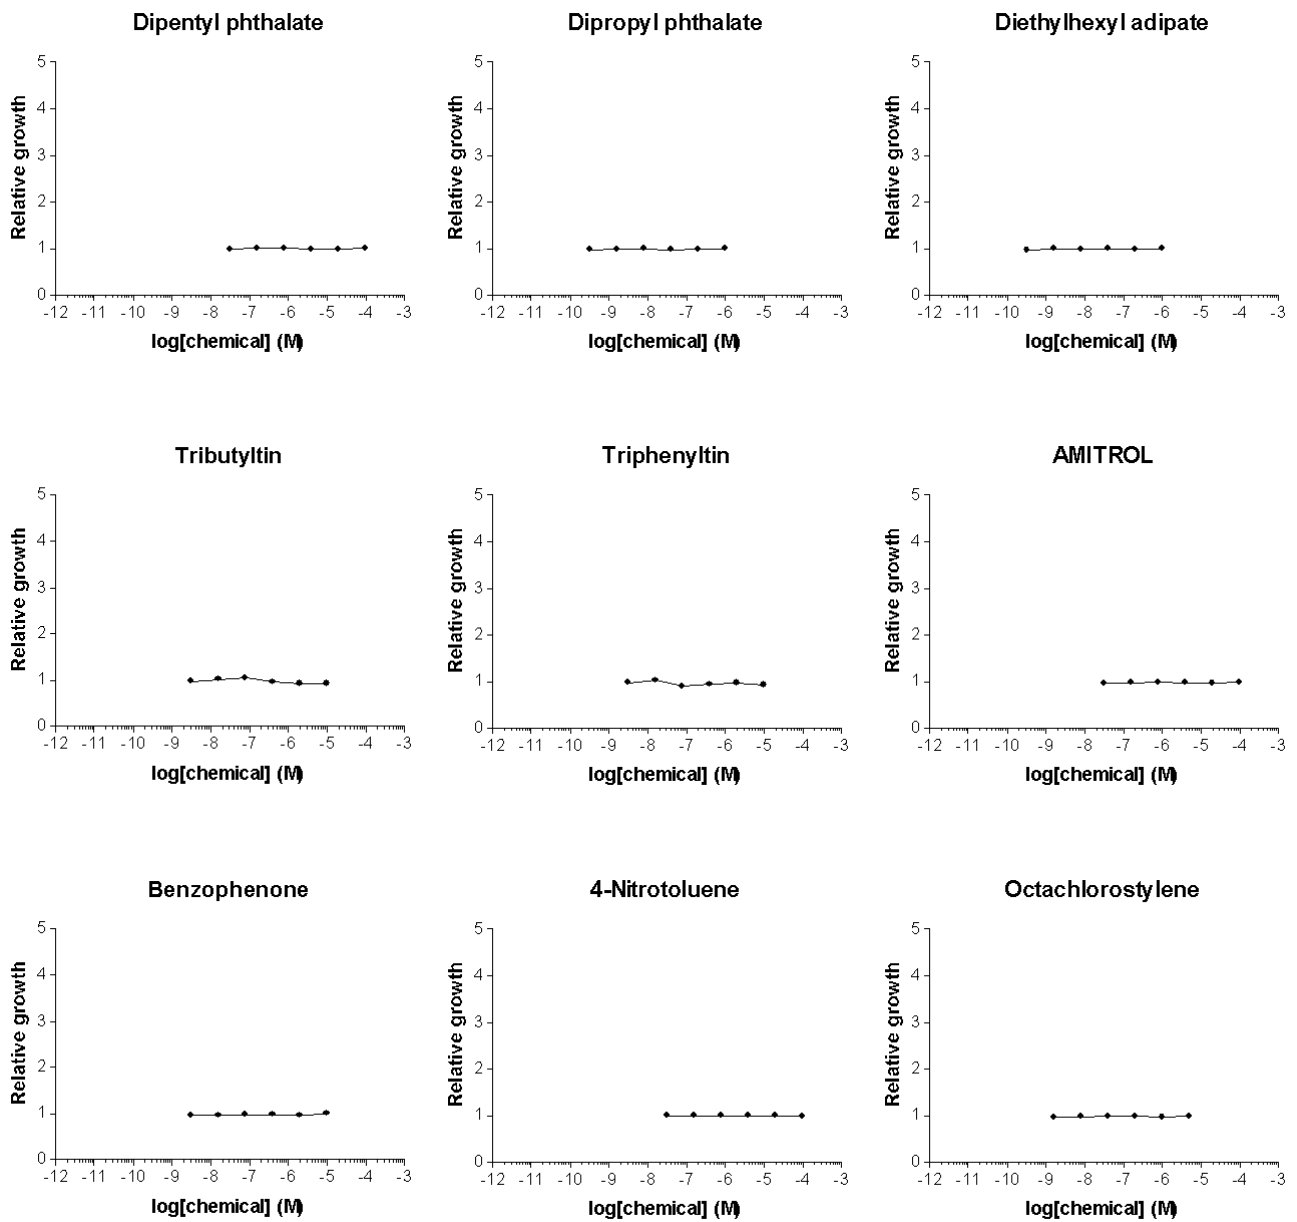 Dipentyl phthalate
5
4
3
2
1
0
Relative growth
-12 -11 -10 -9 -8 -7 -6 -5 -4 -3
log[chemical] (M)
Dipropyl phthalate
5
4
3
2
1
0
Relative growth
-12 -11 -10 -9 -8 -7 -6 -5 -4 -3
log[chemical] (M)
Diethylhexyl adipate
5
4
3
2
1
0
Relative growth
-12 -11 -10 -9 -8 -7 -6 -5 -4 -3
log[chemical] (M)
Tributyltin
5
4
3
2
1
0
Relative growth
-12 -11 -10 -9 -8 -7 -6 -5 -4 -3
log[chemical] (M)
Triphenyltin
5
4
3
2
1
0
Relative growth
-12 -11 -10 -9 -8 -7 -6 -5 -4 -3
log[chemical] (M)
AMITROL
5
4
3
2
1
0
Relative growth
-12 -11 -10 -9 -8 -7 -6 -5 -4 -3
log[chemical] (M)
Benzophenone
5
4
3
2
1
0
Relative growth
-12 -11 -10 -9 -8 -7 -6 -5 -4 -3
log[chemical] (M)
4-Nitrotoluene
5
4
3
2
1
0
Relative growth
-12 -11 -10 -9 -8 -7 -6 -5 -4 -3
log[chemical] (M)
Octachlorostylene
5
4
3
2
1
0
Relative growth
-12 -11 -10 -9 -8 -7 -6 -5 -4 -3
log[chemical] (M)